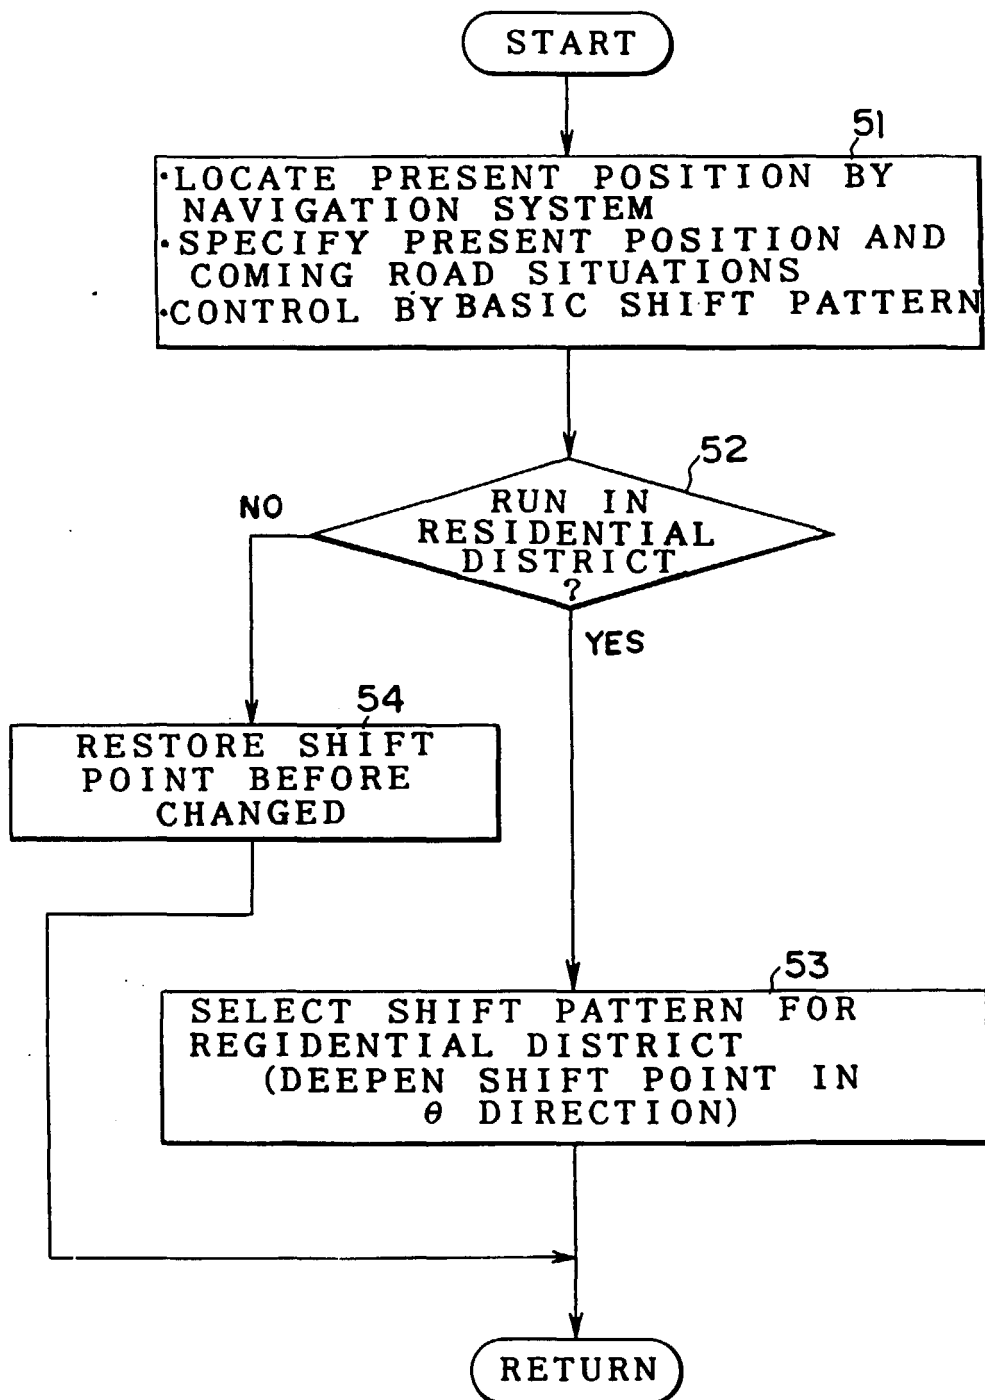 START
51
·LOCATE PRESENT POSITION BY
NAVIGATION SYSTEM
·SPECIFY PRESENT POSITION AND
COMING ROAD SITUATIONS
·CONTROL BY BASIC SHIFT PATTERN
52
RUN IN
RESIDENTIAL
DISTRICT
?
NO
YES
54
RESTORE SHIFT
POINT BEFORE
CHANGED
53
SELECT SHIFT PATTERN FOR
REGIDENTIAL DISTRICT
(DEEPEN SHIFT POINT IN
θ DIRECTION)
RETURN